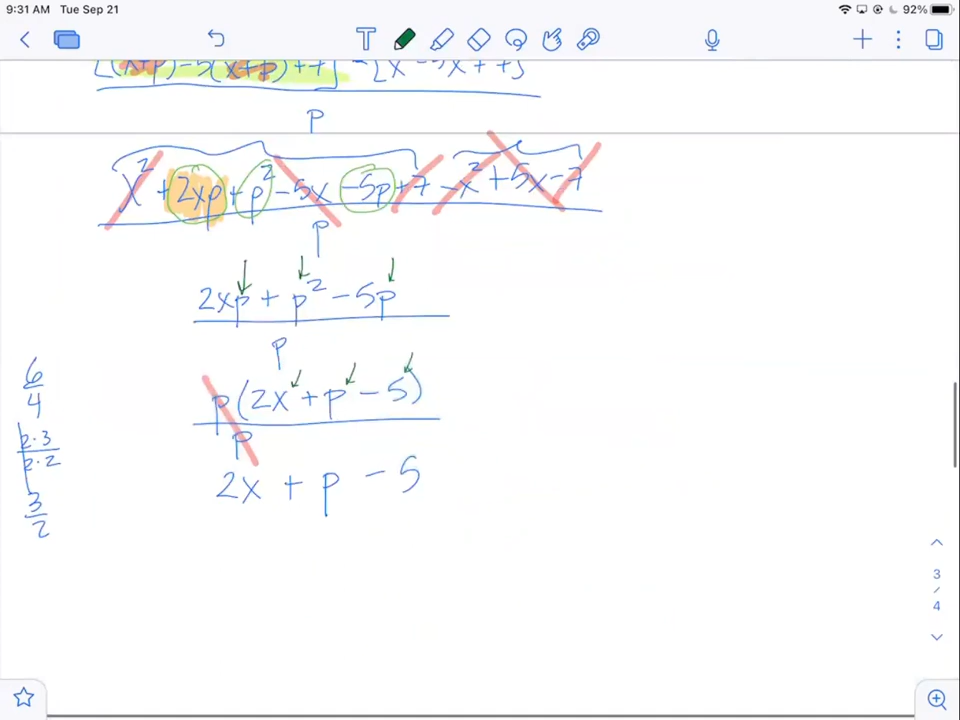 9:31 AM Tue Sep 21
92%
T
p
x² + 2xp + p² - 5x - 5p + 7 - x² + 5x - 7
p
2xp + p² - 5p
p
p(2x + p - 5)
p
2x + p - 5
6
4
2·3
2·2
3
2
3
/
4